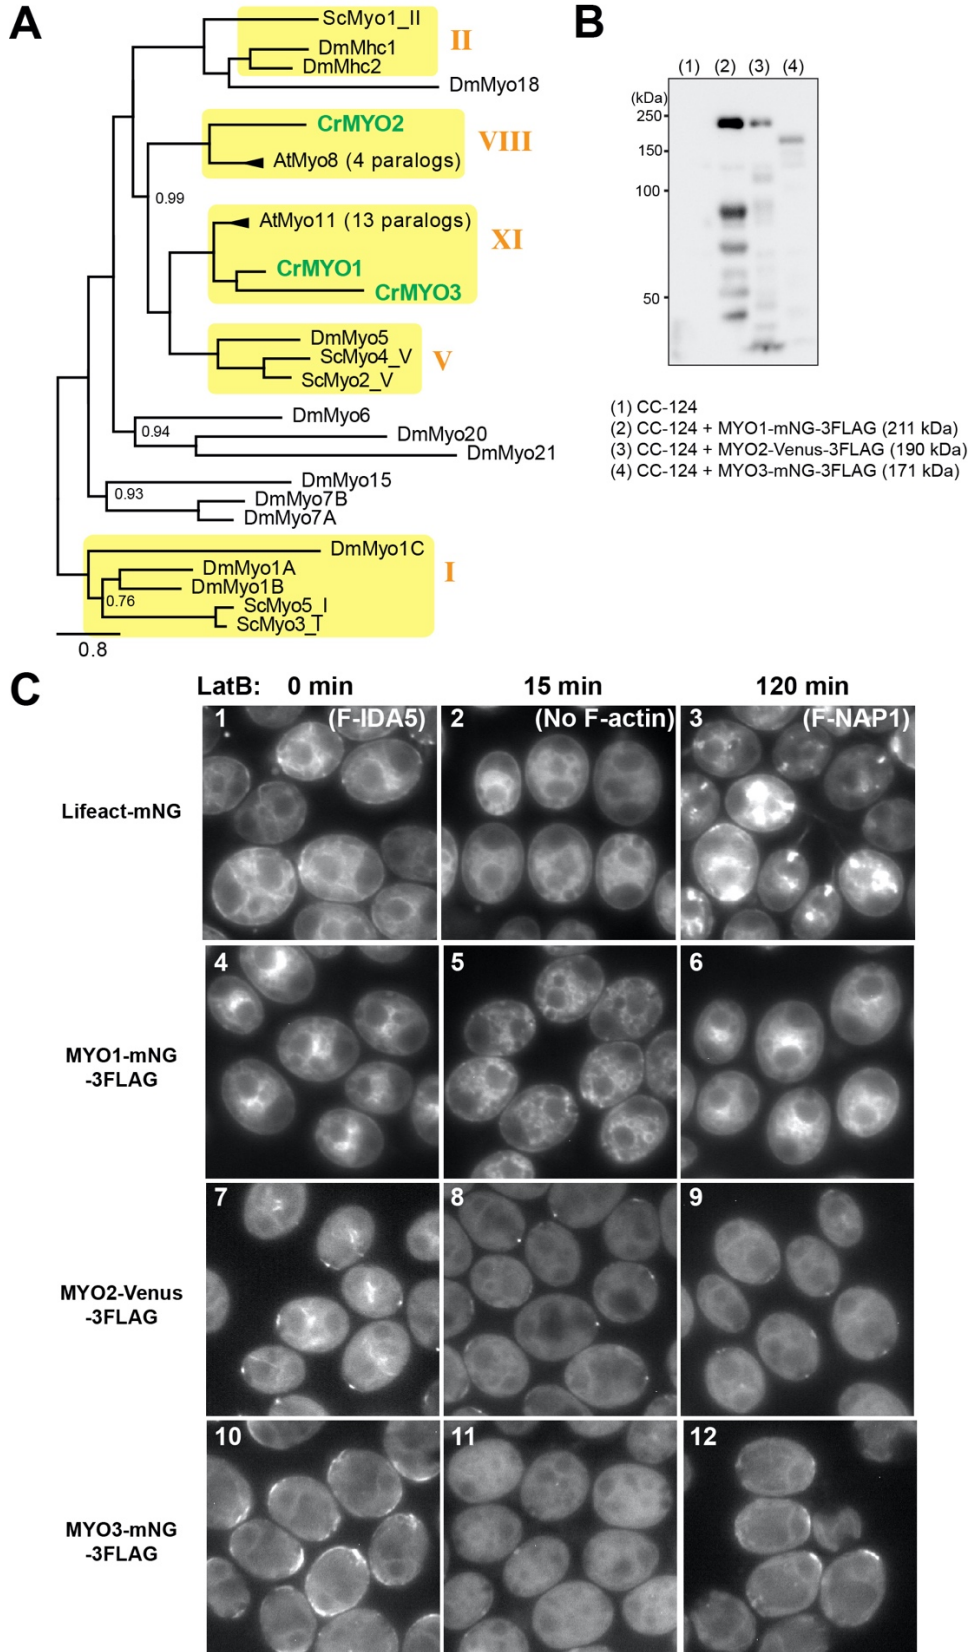 A
ScMyo1_II
DmMhc1
DmMhc2
II
DmMyo18
CrMYO2
AtMyo8 (4 paralogs)
VIII
0.99
AtMyo11 (13 paralogs)
XI
CrMYO1
CrMYO3
DmMyo5
ScMyo4_V
ScMyo2_V
V
DmMyo6
0.94
DmMyo20
DmMyo21
DmMyo15
0.93
DmMyo7B
DmMyo7A
DmMyo1C
DmMyo1A
DmMyo1B
I
0.76
ScMyo5_I
ScMyo3_T
0.8
B
(1) (2) (3) (4)
(kDa)
250
150
100
50
(1) CC-124
(2) CC-124 + MYO1-mNG-3FLAG (211 kDa)
(3) CC-124 + MYO2-Venus-3FLAG (190 kDa)
(4) CC-124 + MYO3-mNG-3FLAG (171 kDa)
C
LatB: 0 min 15 min 120 min
1 (F-IDA5) 2 (No F-actin) 3 (F-NAP1)
Lifeact-mNG
4 5 6
MYO1-mNG
-3FLAG
7 8 9
MYO2-Venus
-3FLAG
10 11 12
MYO3-mNG
-3FLAG